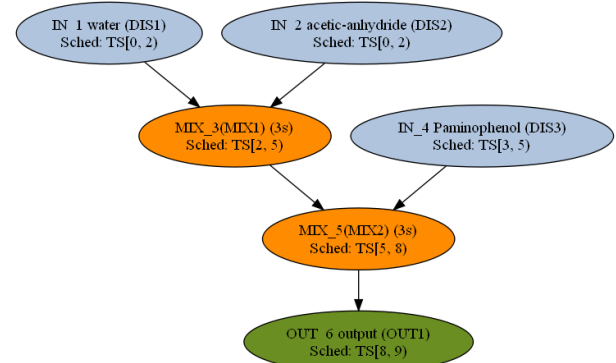 IN_1 water (DIS1)
Sched: TS[0, 2)
IN_2 acetic-anhydride (DIS2)
Sched: TS[0, 2)
MIX_3(MIX1) (3s)
Sched: TS[2, 5)
IN_4 Paminophenol (DIS3)
Sched: TS[3, 5)
MIX_5(MIX2) (3s)
Sched: TS[5, 8)
OUT_6 output (OUT1)
Sched: TS[8, 9)